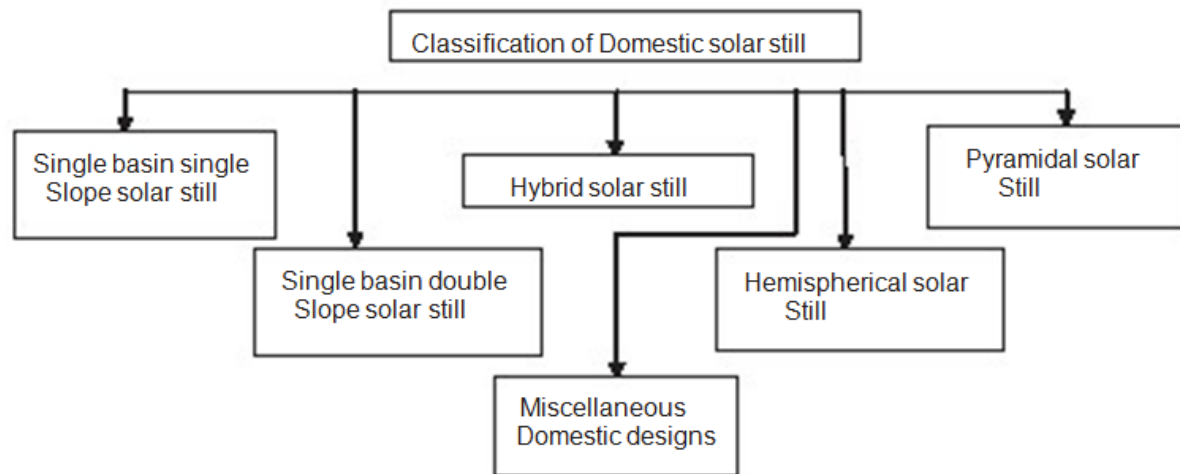 Classification of Domestic solar still
Single basin single
Slope solar still
Hybrid solar still
Pyramidal solar
Still
Single basin double
Slope solar still
Hemispherical solar
Still
Miscellaneous
Domestic designs